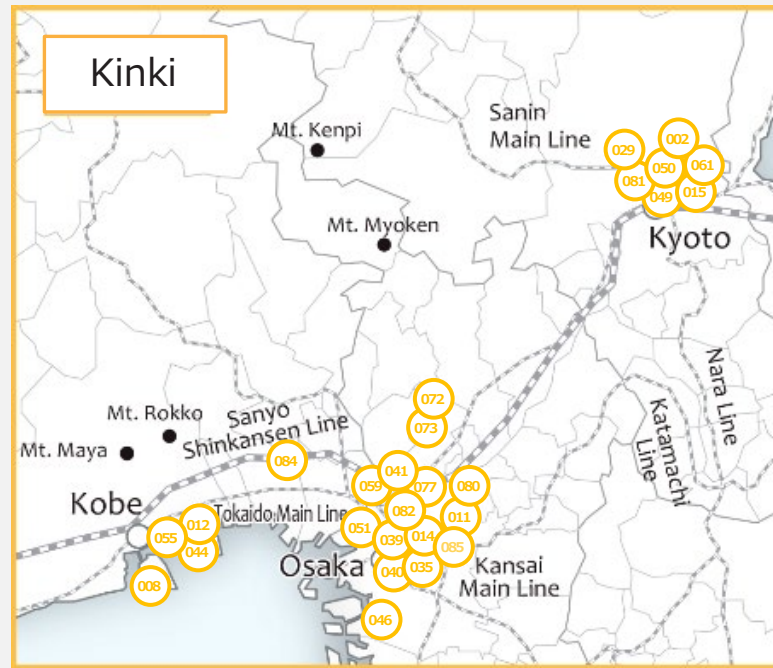 Kinki
Mt. Kenpi
Sanin
Main Line
002
029
050
061
081
015
049
Kyoto
Mt. Myoken
Nara Line
Katamachi
Line
072
073
Mt. Rokko
Mt. Maya
Sanyo
Shinkansen Line
084
041
059
077
080
082
011
Kobe
012
Tokaido Main Line
051
055
044
039
014
085
Osaka
Kansai
Main Line
040
035
008
046